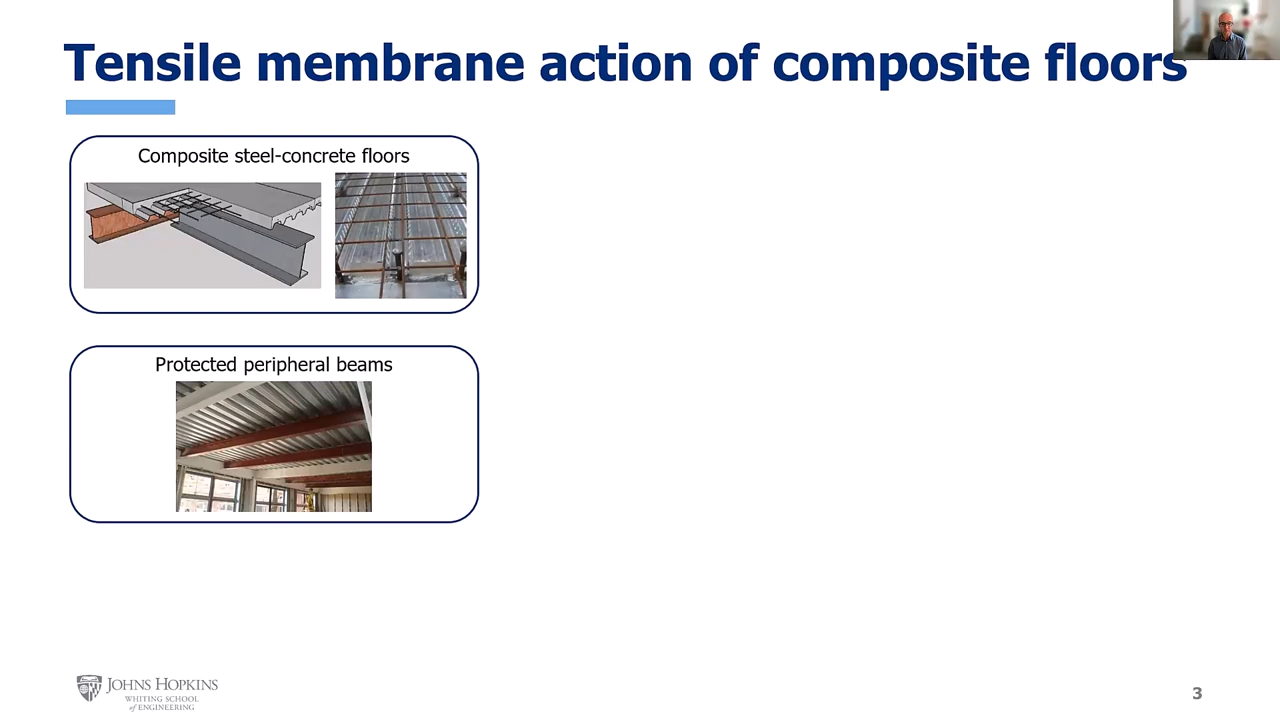 Tensile membrane action of composite floors
Composite steel-concrete floors
Protected peripheral beams
JOHNS HOPKINS
WHITING SCHOOL
of ENGINEERING
3